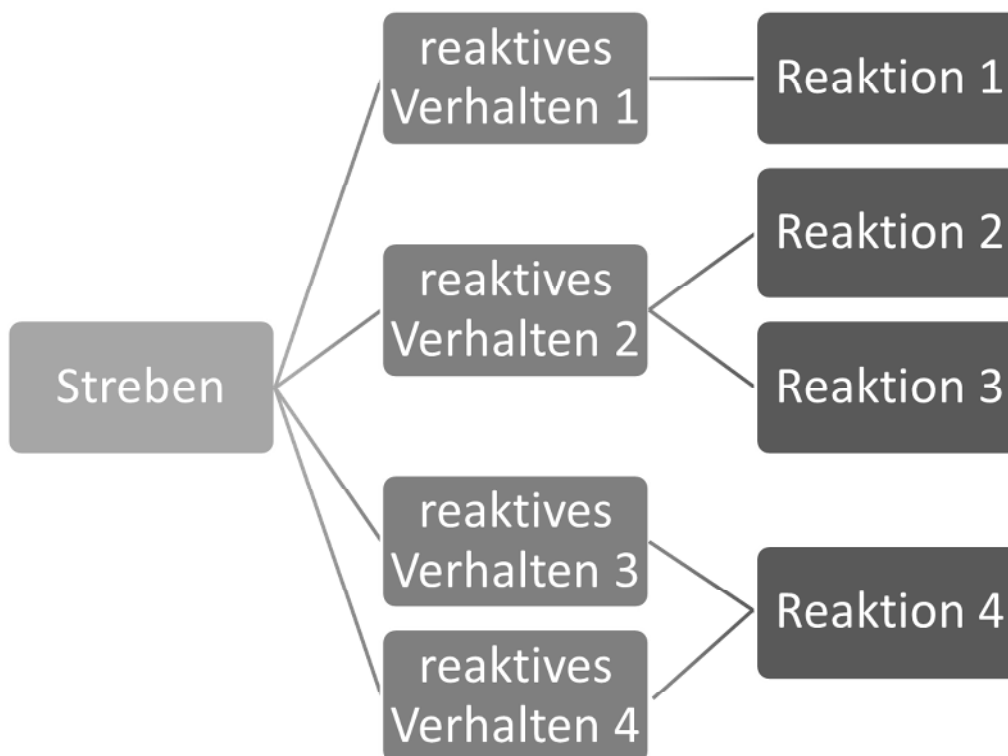 Streben
reaktives
Verhalten 1
reaktives
Verhalten 2
reaktives
Verhalten 3
reaktives
Verhalten 4
Reaktion 1
Reaktion 2
Reaktion 3
Reaktion 4